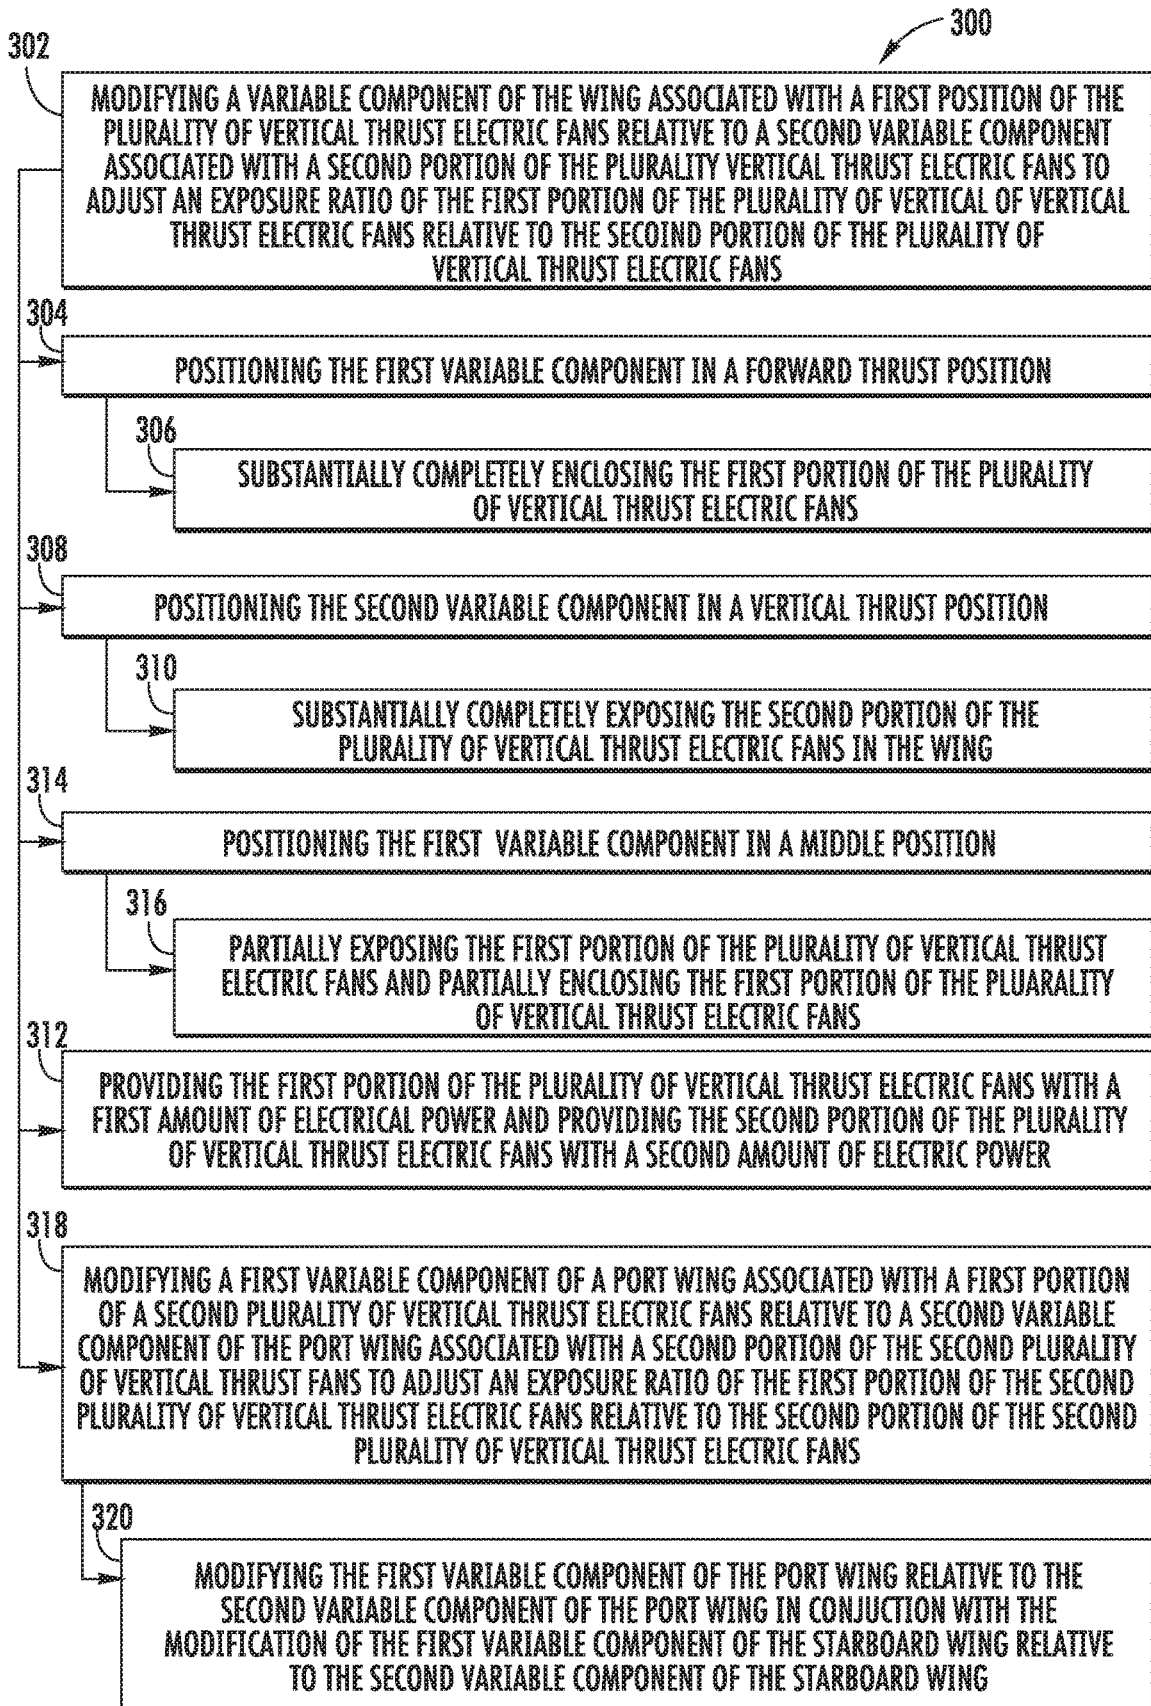 300
302
MODIFYING A VARIABLE COMPONENT OF THE WING ASSOCIATED WITH A FIRST POSITION OF THE
PLURALITY OF VERTICAL THRUST ELECTRIC FANS RELATIVE TO A SECOND VARIABLE COMPONENT
ASSOCIATED WITH A SECOND PORTION OF THE PLURALITY VERTICAL THRUST ELECTRIC FANS TO
ADJUST AN EXPOSURE RATIO OF THE FIRST PORTION OF THE PLURALITY OF VERTICAL OF VERTICAL
THRUST ELECTRIC FANS RELATIVE TO THE SECOIND PORTION OF THE PLURALITY OF
VERTICAL THRUST ELECTRIC FANS
304
POSITIONING THE FIRST VARIABLE COMPONENT IN A FORWARD THRUST POSITION
306
SUBSTANTIALLY COMPLETELY ENCLOSING THE FIRST PORTION OF THE PLURALITY
OF VERTICAL THRUST ELECTRIC FANS
308
POSITIONING THE SECOND VARIABLE COMPONENT IN A VERTICAL THRUST POSITION
310
SUBSTANTIALLY COMPLETELY EXPOSING THE SECOND PORTION OF THE
PLURALITY OF VERTICAL THRUST ELECTRIC FANS IN THE WING
314
POSITIONING THE FIRST VARIABLE COMPONENT IN A MIDDLE POSITION
316
PARTIALLY EXPOSING THE FIRST PORTION OF THE PLURALITY OF VERTICAL THRUST
ELECTRIC FANS AND PARTIALLY ENCLOSING THE FIRST PORTION OF THE PLUARALITY
OF VERTICAL THRUST ELECTRIC FANS
312
PROVIDING THE FIRST PORTION OF THE PLURALITY OF VERTICAL THRUST ELECTRIC FANS WITH A
FIRST AMOUNT OF ELECTRICAL POWER AND PROVIDING THE SECOND PORTION OF THE PLURALITY
OF VERTICAL THRUST ELECTRIC FANS WITH A SECOND AMOUNT OF ELECTRIC POWER
318
MODIFYING A FIRST VARIABLE COMPONENT OF A PORT WING ASSOCIATED WITH A FIRST PORTION
OF A SECOND PLURALITY OF VERTICAL THRUST ELECTRIC FANS RELATIVE TO A SECOND VARIABLE
COMPONENT OF THE PORT WING ASSOCIATED WITH A SECOND PORTION OF THE SECOND PLURALITY
OF VERTICAL THRUST FANS TO ADJUST AN EXPOSURE RATIO OF THE FIRST PORTION OF THE SECOND
PLURALITY OF VERTICAL THRUST ELECTRIC FANS RELATIVE TO THE SECOND PORTION OF THE SECOND
PLURALITY OF VERTICAL THRUST ELECTRIC FANS
320
MODIFYING THE FIRST VARIABLE COMPONENT OF THE PORT WING RELATIVE TO THE
SECOND VARIABLE COMPONENT OF THE PORT WING IN CONJUCTION WITH THE
MODIFICATION OF THE FIRST VARIABLE COMPONENT OF THE STARBOARD WING RELATIVE
TO THE SECOND VARIABLE COMPONENT OF THE STARBOARD WING